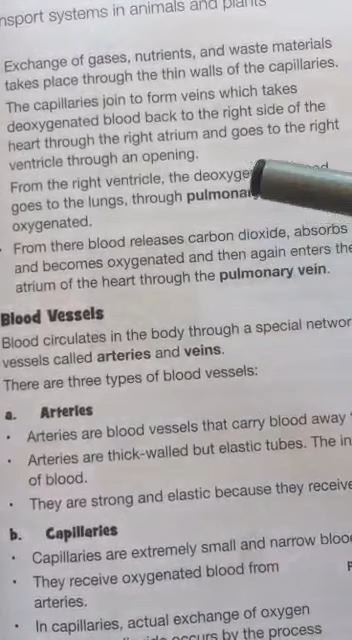 nsport systems in animals and plants
Exchange of gases, nutrients, and waste materials
takes place through the thin walls of the capillaries.
The capillaries join to form veins which takes
deoxygenated blood back to the right side of the
heart through the right atrium and goes to the right
ventricle through an opening.
From the right ventricle, the deoxyge
goes to the lungs, through pulmonar
oxygenated.
From there blood releases carbon dioxide, absorbs
and becomes oxygenated and then again enters the
atrium of the heart through the pulmonary vein.
Blood Vessels
Blood circulates in the body through a special networ
vessels called arteries and veins.
There are three types of blood vessels:
a. Arteries
• Arteries are blood vessels that carry blood away
• Arteries are thick-walled but elastic tubes. The in
of blood.
• They are strong and elastic because they receive
b. Capillaries
• Capillaries are extremely small and narrow bloo
• They receive oxygenated blood from
arteries.
• In capillaries, actual exchange of oxygen
occurs by the process